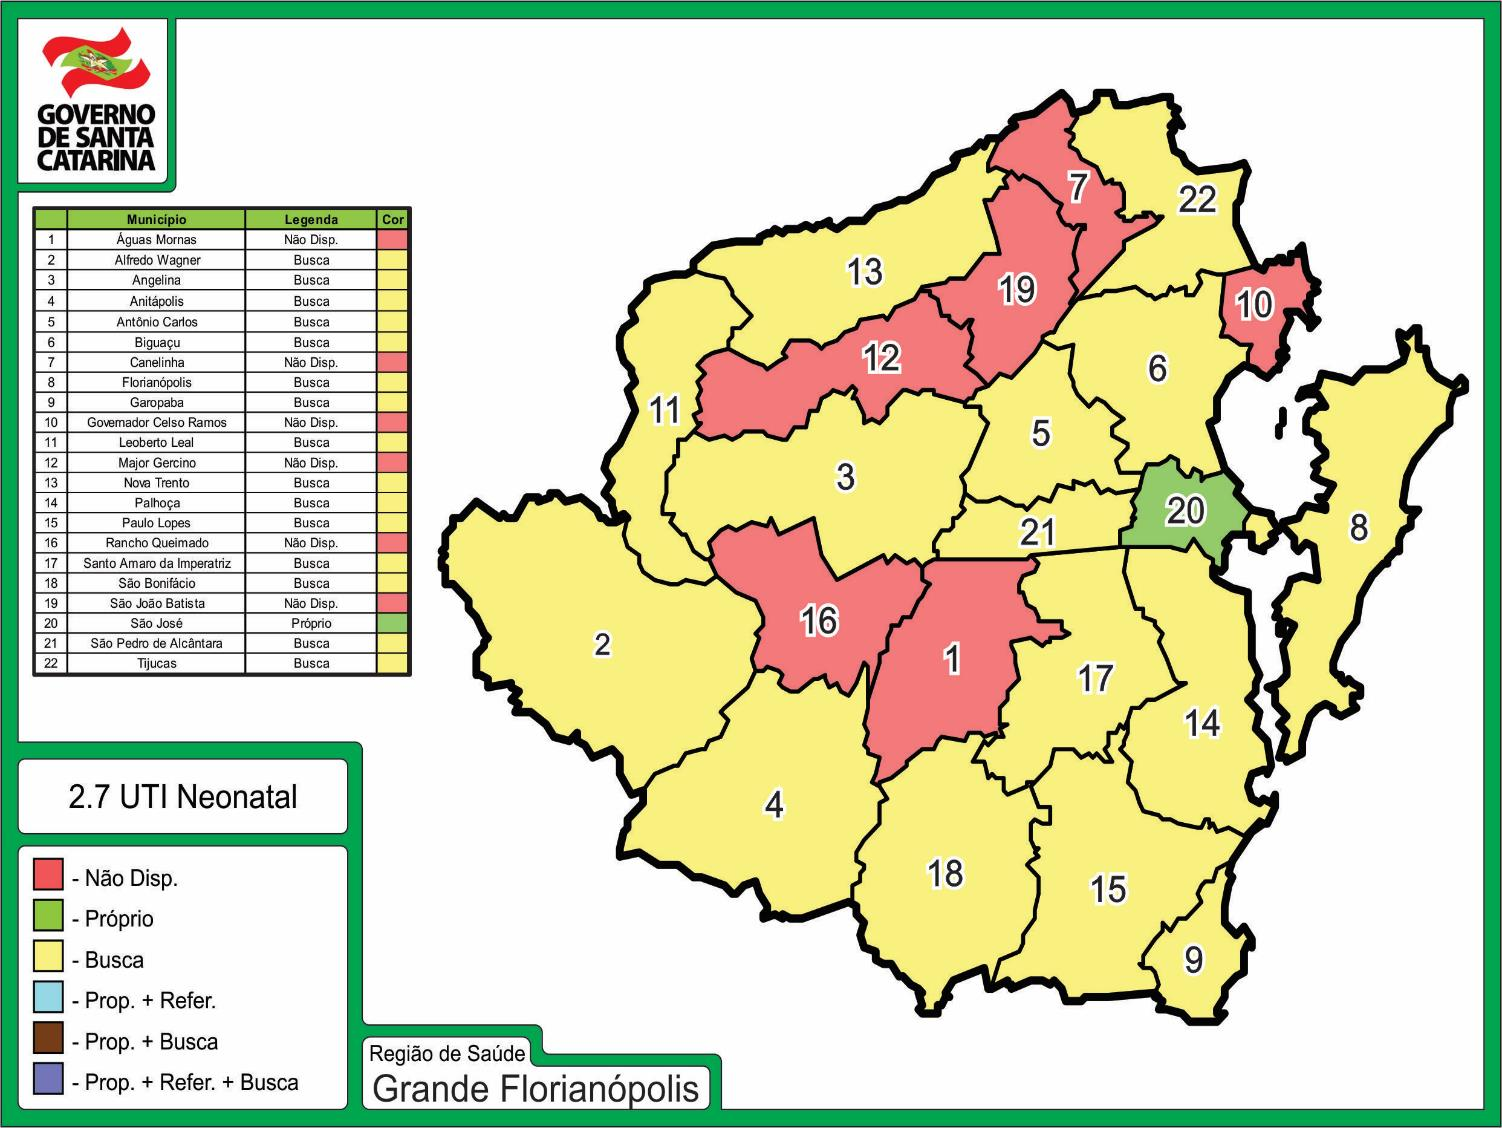 GOVERNO
DE SANTA
CATARINA
Município Legenda Cor
1 Águas Mornas Não Disp.
2 Alfredo Wagner Busca
3 Angelina Busca
4 Anitápolis Busca
5 Antônio Carlos Busca
6 Biguaçu Busca
7 Canelinha Não Disp.
8 Florianópolis Busca
9 Garopaba Busca
10 Governador Celso Ramos Não Disp.
11 Leoberto Leal Busca
12 Major Gercino Não Disp.
13 Nova Trento Busca
14 Palhoça Busca
15 Paulo Lopes Busca
16 Rancho Queimado Não Disp.
17 Santo Amaro da Imperatriz Busca
18 São Bonifácio Busca
19 São João Batista Não Disp.
20 São José Próprio
21 São Pedro de Alcântara Busca
22 Tijucas Busca
7
22
13
19
10
12
6
11
5
3
20
21
8
16
2
1
17
14
4
18
15
9
2.7 UTI Neonatal
- Não Disp.
- Próprio
- Busca
- Prop. + Refer.
- Prop. + Busca
- Prop. + Refer. + Busca
Região de Saúde
Grande Florianópolis